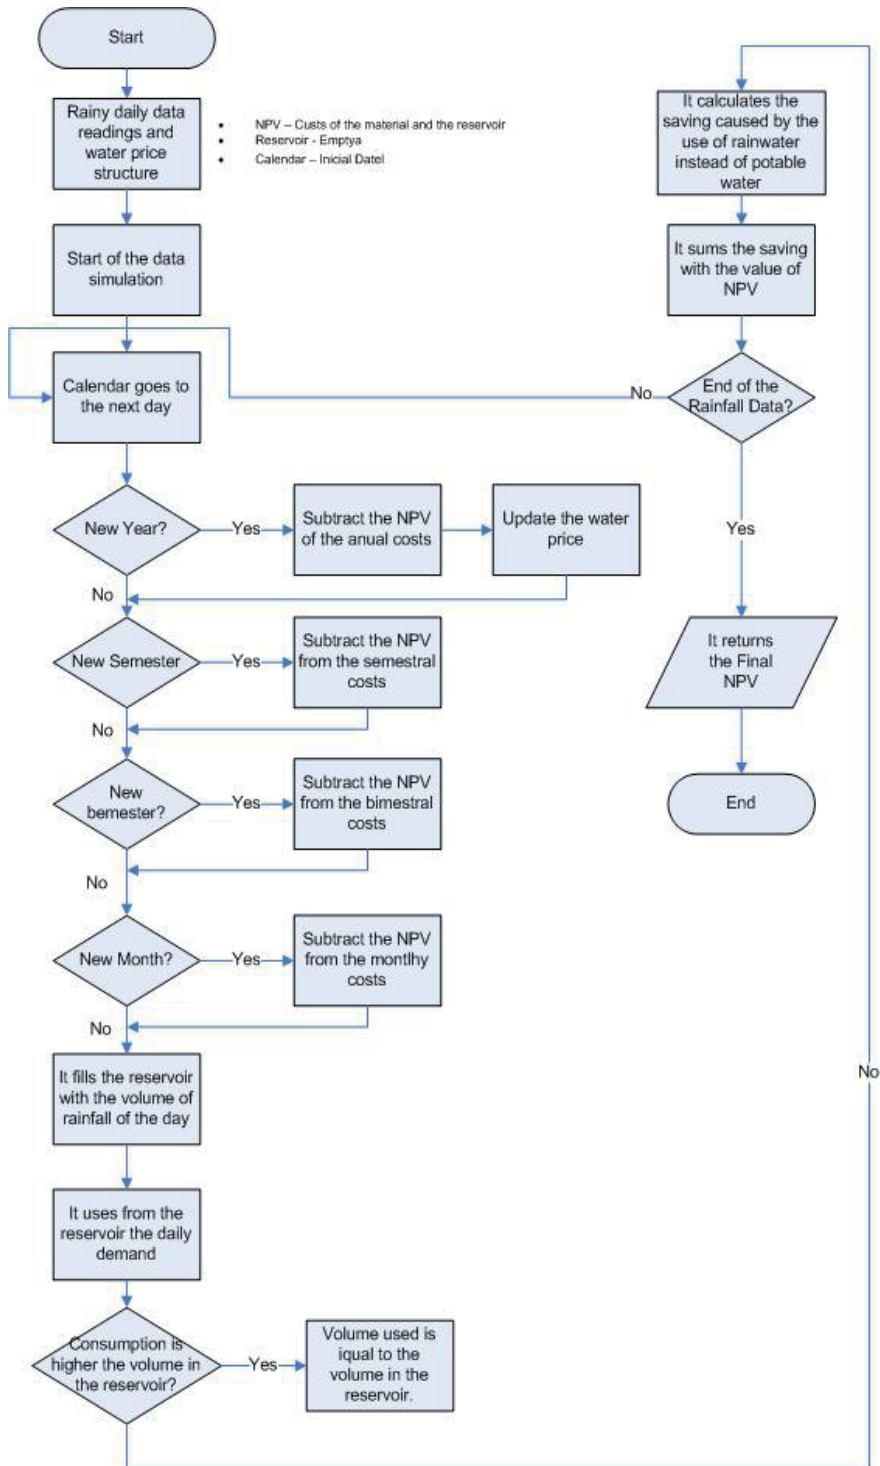 Start
Rainy daily data
readings and
water price
structure
• NPV – Custs of the material and the reservoir
• Reservoir - Emptya
• Calendar – Inicial Datel
Start of the data
simulation
Calendar goes to
the next day
New Year?
Yes
Subtract the NPV
of the anual costs
Update the water
price
No
New Semester
Yes
Subtract the NPV
from the semestral
costs
No
New
bemester?
Yes
Subtract the NPV
from the bimestral
costs
No
New Month?
Yes
Subtract the NPV
from the montlhy
costs
No
It fills the reservoir
with the volume of
rainfall of the day
It uses from the
reservoir the daily
demand
Consumption is
higher the volume in
the reservoir?
Yes
Volume used is
iqual to the
volume in the
reservoir.
No
It calculates the
saving caused by the
use of rainwater
instead of potable
water
It sums the saving
with the value of
NPV
End of the
Rainfall Data?
No
Yes
It returns
the Final
NPV
End